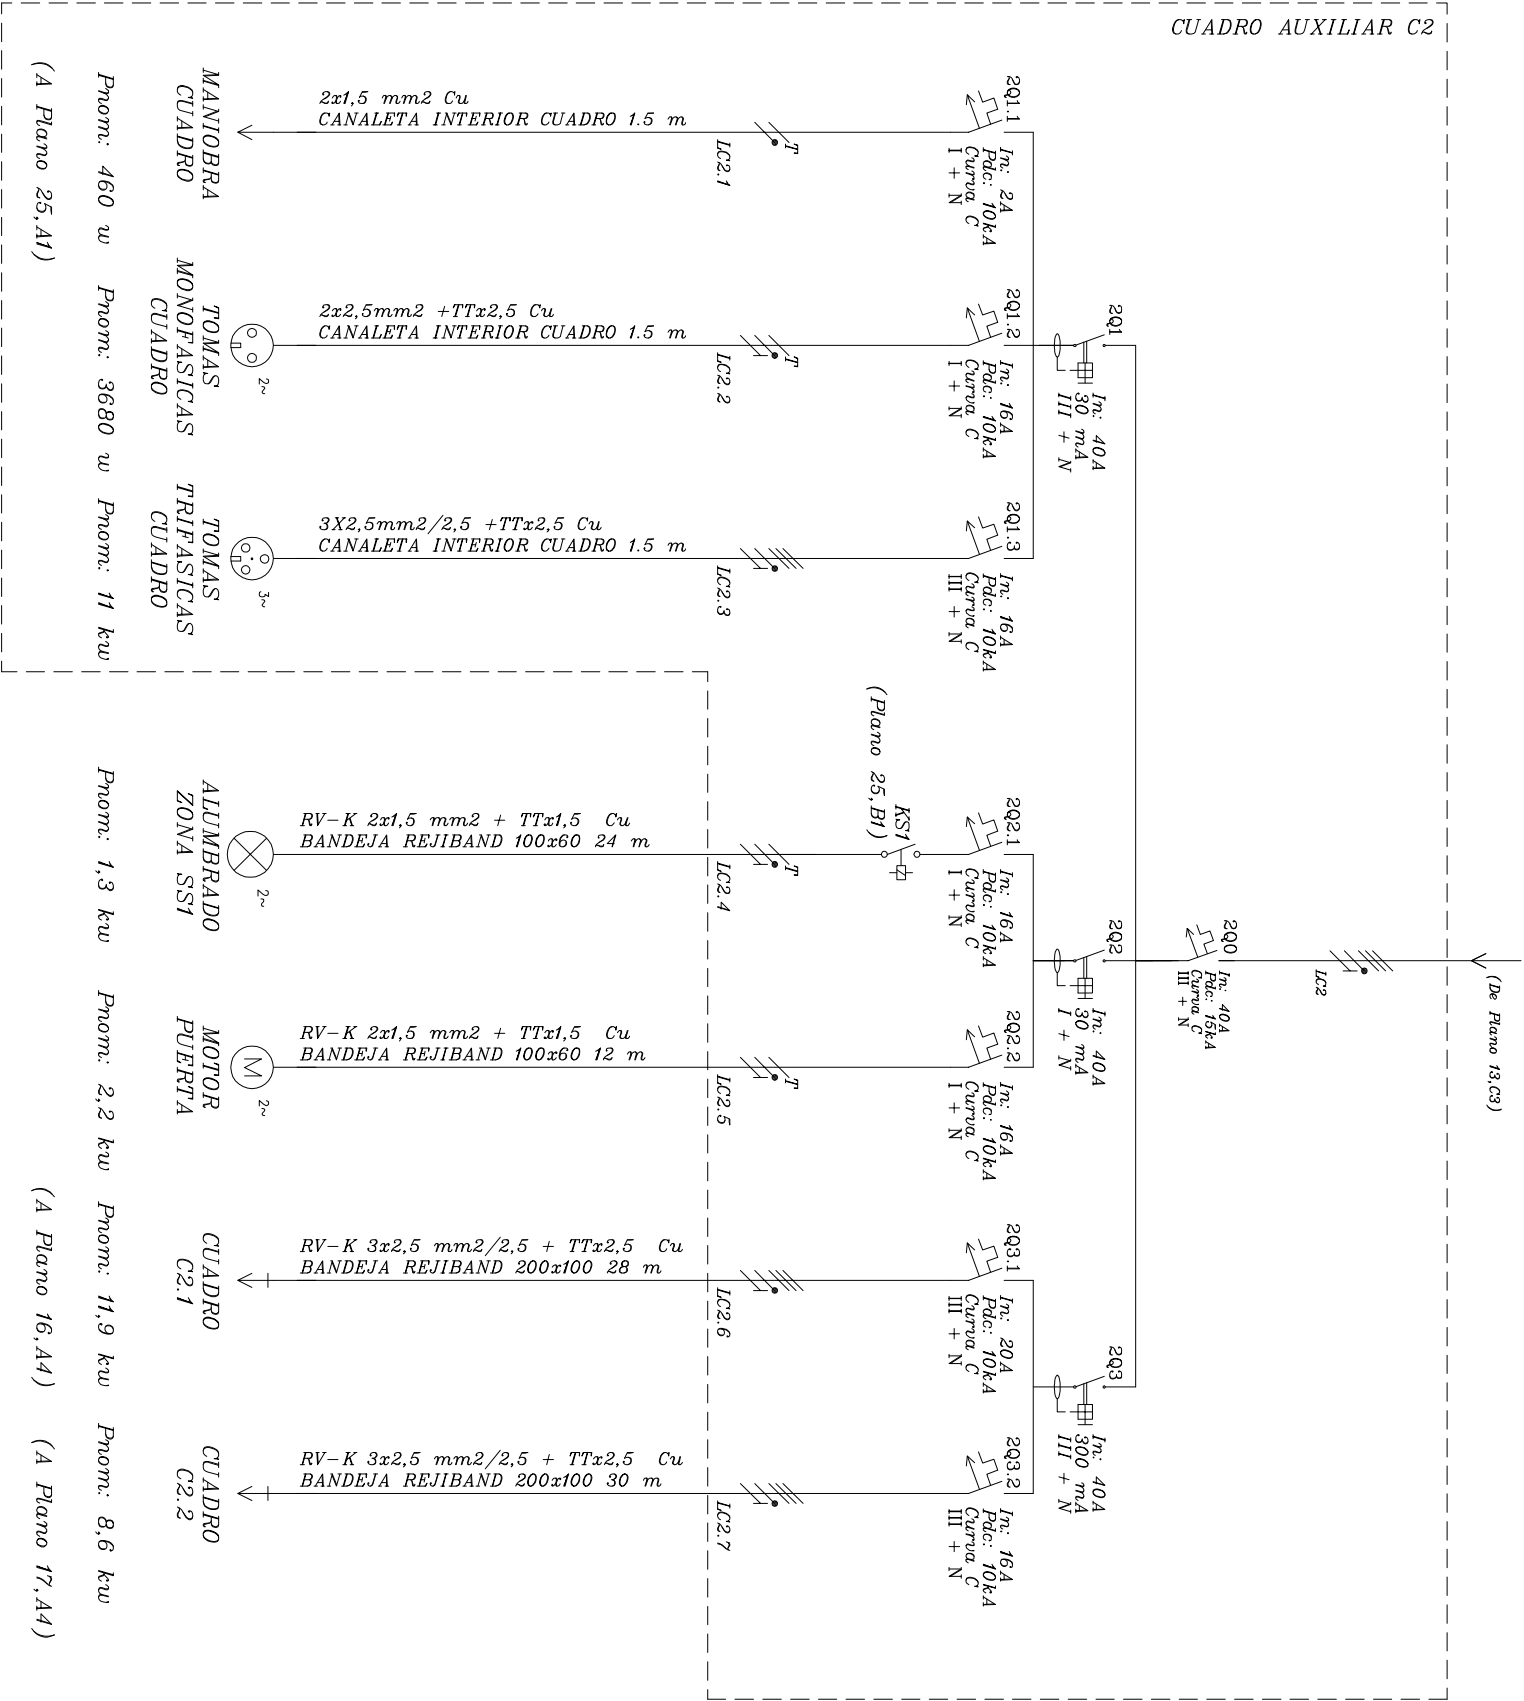 CUADRO AUXILIAR C2
(De Plano 13,C3)
LC2
2Q0
In: 40A
Pdc: 15kA
Curva C
III + N
2Q1
In: 40A
30 mA
III + N
2Q2
In: 40A
30 mA
I + N
2Q3
In: 40A
300 mA
III + N
2Q1.1
In: 2A
Pdc: 10kA
Curva C
I + N
2Q1.2
In: 16A
Pdc: 10kA
Curva C
I + N
2Q1.3
In: 16A
Pdc: 10kA
Curva C
III + N
2Q2.1
In: 16A
Pdc: 10kA
Curva C
I + N
2Q2.2
In: 16A
Pdc: 10kA
Curva C
I + N
2Q3.1
In: 20A
Pdc: 10kA
Curva C
III + N
2Q3.2
In: 16A
Pdc: 10kA
Curva C
III + N
KS1
(Plano 25,B1)
T
LC2.1
T
LC2.2
LC2.3
T
LC2.4
T
LC2.5
LC2.6
LC2.7
2x1,5 mm2 Cu
CANALETA INTERIOR CUADRO 1.5 m
2x2,5mm2 +TTx2,5 Cu
CANALETA INTERIOR CUADRO 1.5 m
3X2,5mm2/2,5 +TTx2,5 Cu
CANALETA INTERIOR CUADRO 1.5 m
RV-K 2x1,5 mm2 + TTx1,5 Cu
BANDEJA REJIBAND 100x60 24 m
RV-K 2x1,5 mm2 + TTx1,5 Cu
BANDEJA REJIBAND 100x60 12 m
RV-K 3x2,5 mm2/2,5 + TTx2,5 Cu
BANDEJA REJIBAND 200x100 28 m
RV-K 3x2,5 mm2/2,5 + TTx2,5 Cu
BANDEJA REJIBAND 200x100 30 m
2~
3~
2~
M
2~
MANIOBRA
CUADRO
TOMAS
MONOFASICAS
CUADRO
TOMAS
TRIFASICAS
CUADRO
ALUMBRADO
ZONA SS1
MOTOR
PUERTA
CUADRO
C2.1
CUADRO
C2.2
Pnom: 460 w
Pnom: 3680 w
Pnom: 11 kw
Pnom: 1,3 kw
Pnom: 2,2 kw
Pnom: 11,9 kw
Pnom: 8,6 kw
(A Plano 25,A1)
(A Plano 16,A4)
(A Plano 17,A4)